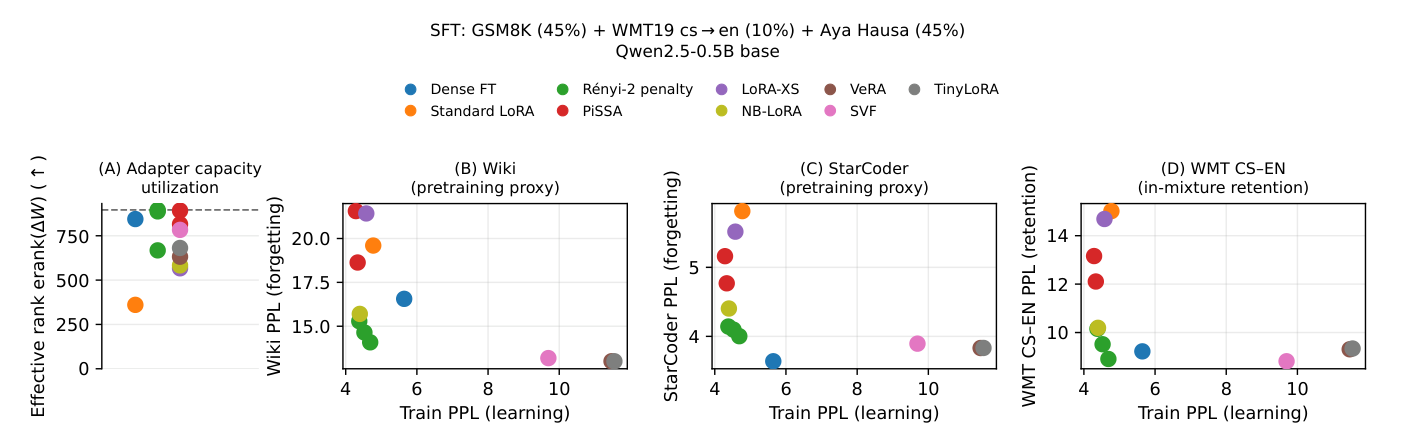 SFT: GSM8K (45%) + WMT19 cs→en (10%) + Aya Hausa (45%)
Qwen2.5-0.5B base
Dense FT
Rényi-2 penalty
LoRA-XS
VeRA
TinyLoRA
Standard LoRA
PiSSA
NB-LoRA
SVF
(A) Adapter capacity
utilization
Effective rank erank(ΔW) (↑)
750
500
250
0
(B) Wiki
(pretraining proxy)
Wiki PPL (forgetting)
20.0
17.5
15.0
4 6 8 10
Train PPL (learning)
(C) StarCoder
(pretraining proxy)
StarCoder PPL (forgetting)
5
4
4 6 8 10
Train PPL (learning)
(D) WMT CS–EN
(in-mixture retention)
WMT CS–EN PPL (retention)
14
12
10
4 6 8 10
Train PPL (learning)